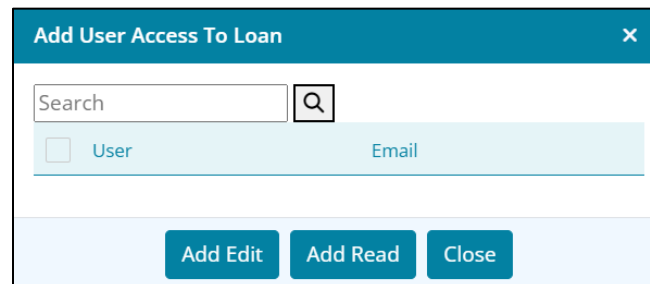 Add User Access To Loan ×
Search
User Email
Add Edit Add Read Close